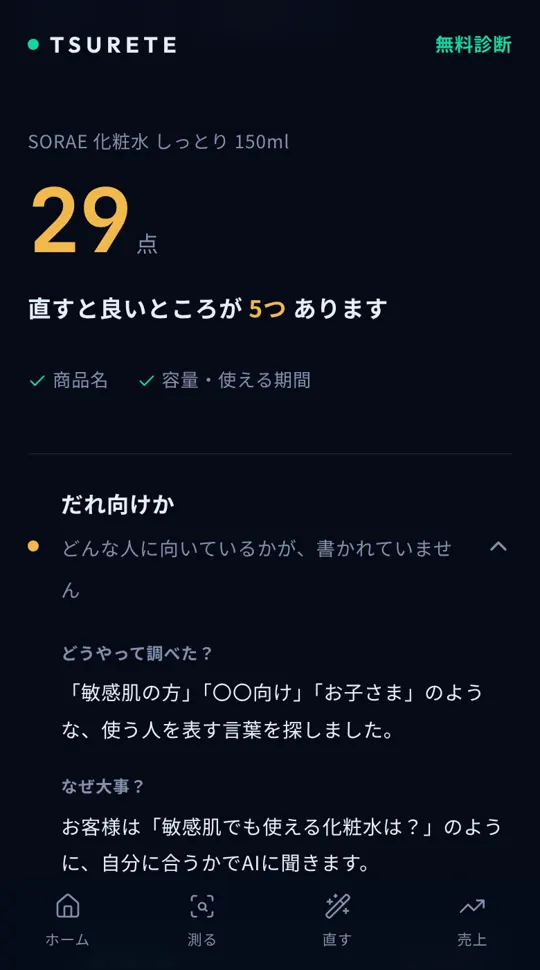 TSURETE
無料診断
SORAE 化粧水 しっとり 150ml
29点
直すと良いところが 5つ あります
商品名 容量・使える期間
だれ向けか
どんな人に向いているかが、書かれていませ
ん
どうやって調べた？
「敏感肌の方」「〇〇向け」「お子さま」のよう
な、使う人を表す言葉を探しました。
なぜ大事？
お客様は「敏感肌でも使える化粧水は？」のよう
に、自分に合うかでAIに聞きます。
ホーム 測る 直す 売上